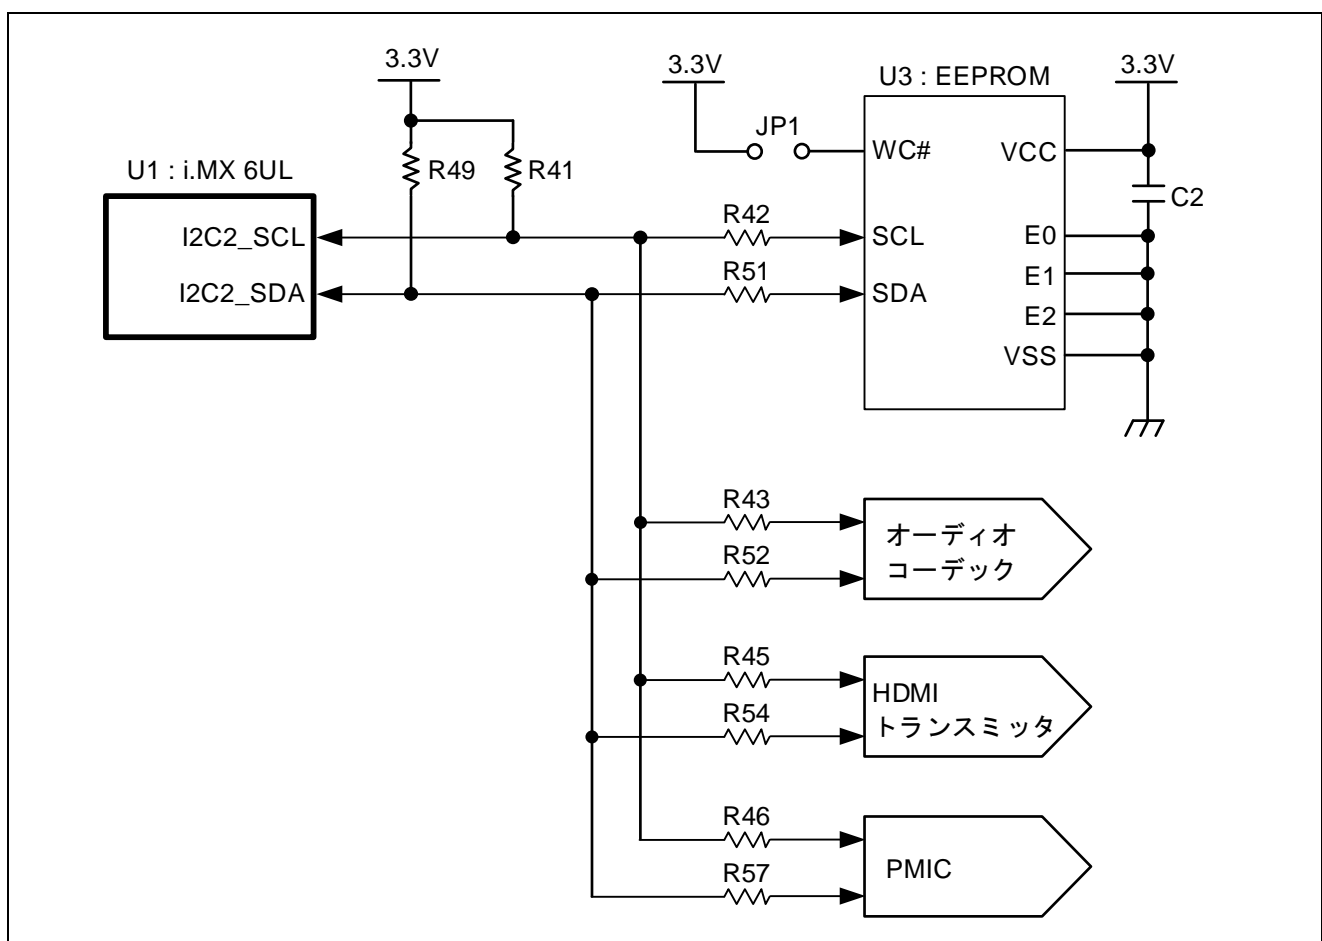 3.3V
3.3V
U3 : EEPROM
3.3V
JP1
U1 : i.MX 6UL
R49
R41
WC#
VCC
C2
I2C2_SCL
R42
SCL
E0
I2C2_SDA
R51
SDA
E1
E2
VSS
R43
オーディオ
コーデック
R52
R45
HDMI
トランスミッタ
R54
R46
PMIC
R57